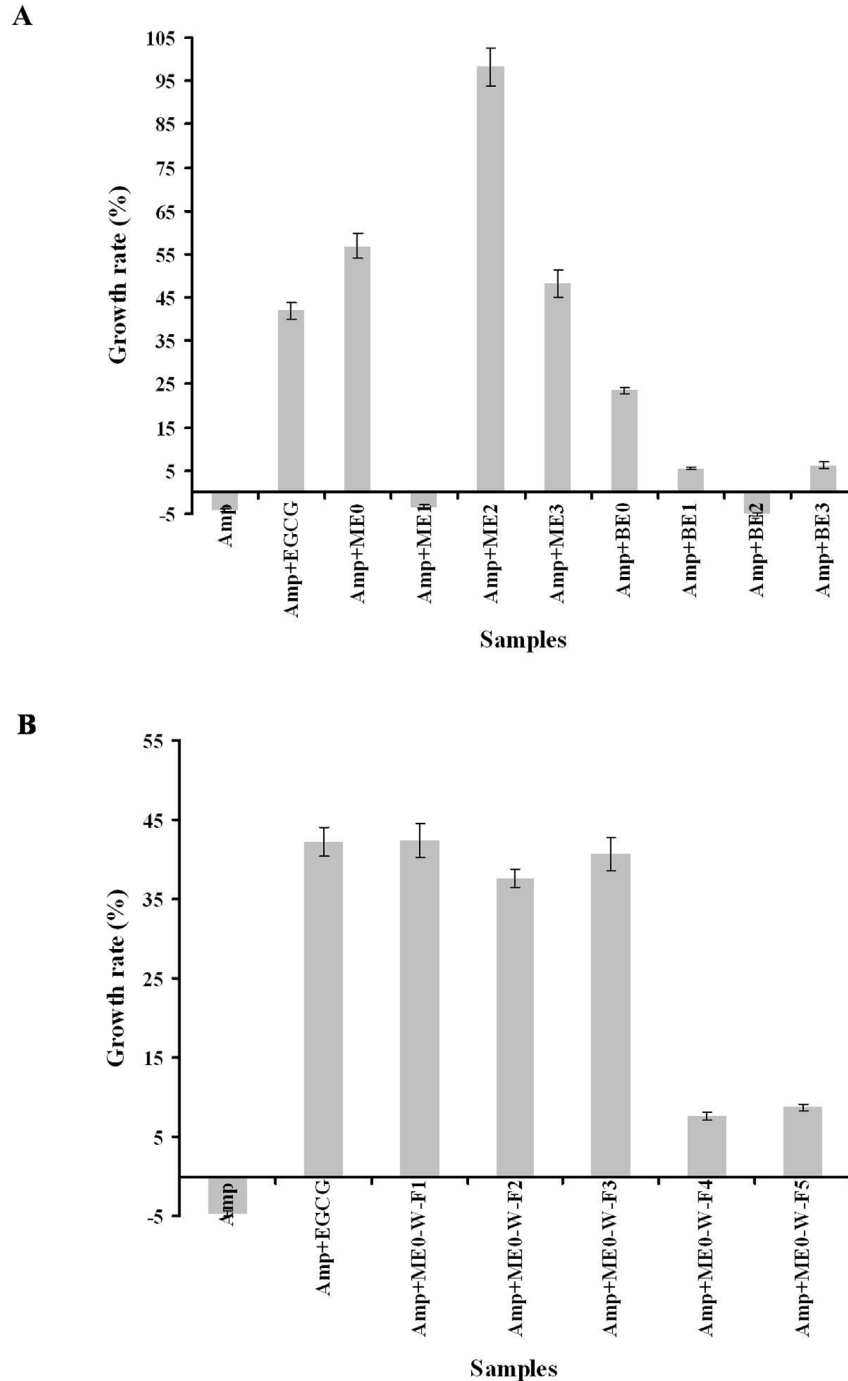 A
105
95
85
75
65
55
45
35
25
15
5
-5
Growth rate (%)
Amp
Amp+EGCG
Amp+ME0
Amp+ME1
Amp+ME2
Amp+ME3
Amp+BE0
Amp+BE1
Amp+BE2
Amp+BE3
Samples
B
55
45
35
25
15
5
-5
Growth rate (%)
Amp
Amp+EGCG
Amp+ME0-W-F1
Amp+ME0-W-F2
Amp+ME0-W-F3
Amp+ME0-W-F4
Amp+ME0-W-F5
Samples